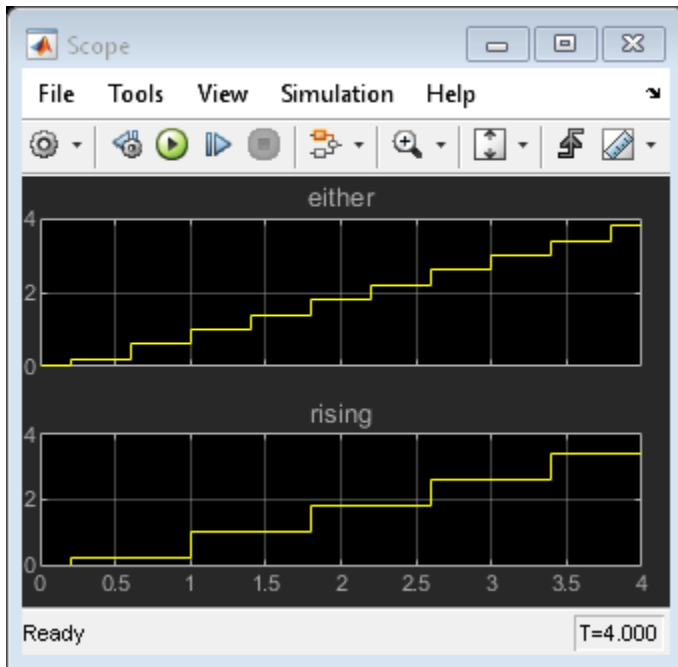 Scope
File Tools View Simulation Help
either
4
2
0
rising
4
2
0
0 0.5 1 1.5 2 2.5 3 3.5 4
Ready T=4.000